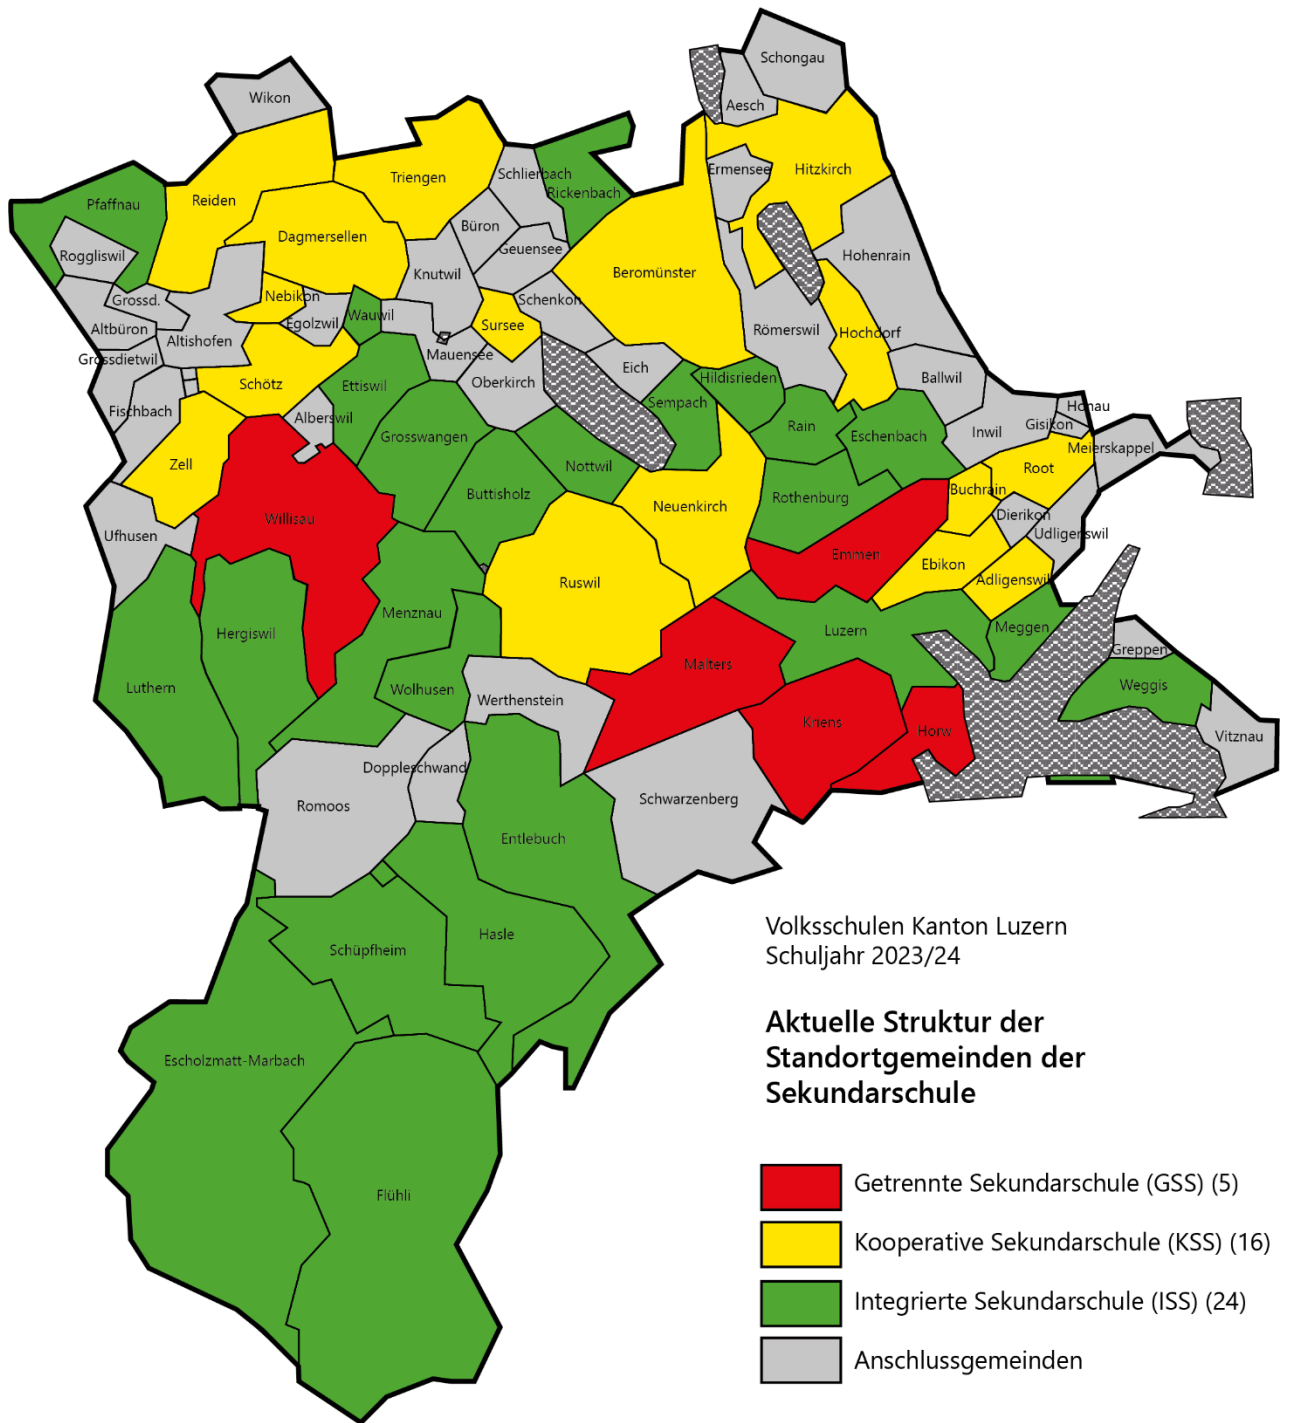 Schongau
Wikon
Aesch
Ermensee
Hitzkirch
Schlierbach
Triengen
Rickenbach
Reiden
Pfaffnau
Büron
Dagmersellen
Geuensee
Roggliswil
Hohenrain
Knutwil
Beromünster
Nebikon
Schenkon
Grossd.
Wauwil
Egolzwil
Sursee
Altbüron
Römerswil
Hochdorf
Altishofen
Mauensee
Grossdietwil
Eich
Hildisrieden
Ballwil
Schötz
Ettiswil
Oberkirch
Sempach
Honau
Fischbach
Alberswil
Gisikon
Rain
Inwil
Grosswangen
Eschenbach
Meierskappel
Zell
Nottwil
Root
Buttisholz
Buchrain
Rothenburg
Neuenkirch
Dierikon
Willisau
Udligenswil
Ufhusen
Emmen
Ebikon
Ruswil
Adligenswil
Menznau
Meggen
Hergiswil
Luzern
Greppen
Malters
Weggis
Luthern
Wolhusen
Werthenstein
Kriens
Horw
Vitznau
Doppleschwand
Schwarzenberg
Romoos
Entlebuch
Hasle
Schüpfheim
Escholzmatt-Marbach
Flühli
Volksschulen Kanton Luzern
Schuljahr 2023/24
Aktuelle Struktur der
Standortgemeinden der
Sekundarschule
Getrennte Sekundarschule (GSS) (5)
Kooperative Sekundarschule (KSS) (16)
Integrierte Sekundarschule (ISS) (24)
Anschlussgemeinden